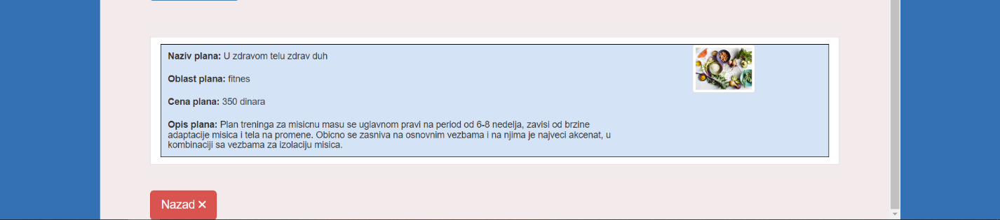 Naziv plana: U zdravom telu zdrav duh
Oblast plana: fitnes
Cena plana: 350 dinara
Opis plana: Plan treninga za misicnu masu se uglavnom pravi na period od 6-8 nedelja, zavisi od brzine
adaptacije misica i tela na promene. Obicno se zasniva na osnovnim vezbama i na njima je najveci akcenat, u
kombinaciji sa vezbama za izolaciju misica.
Nazad